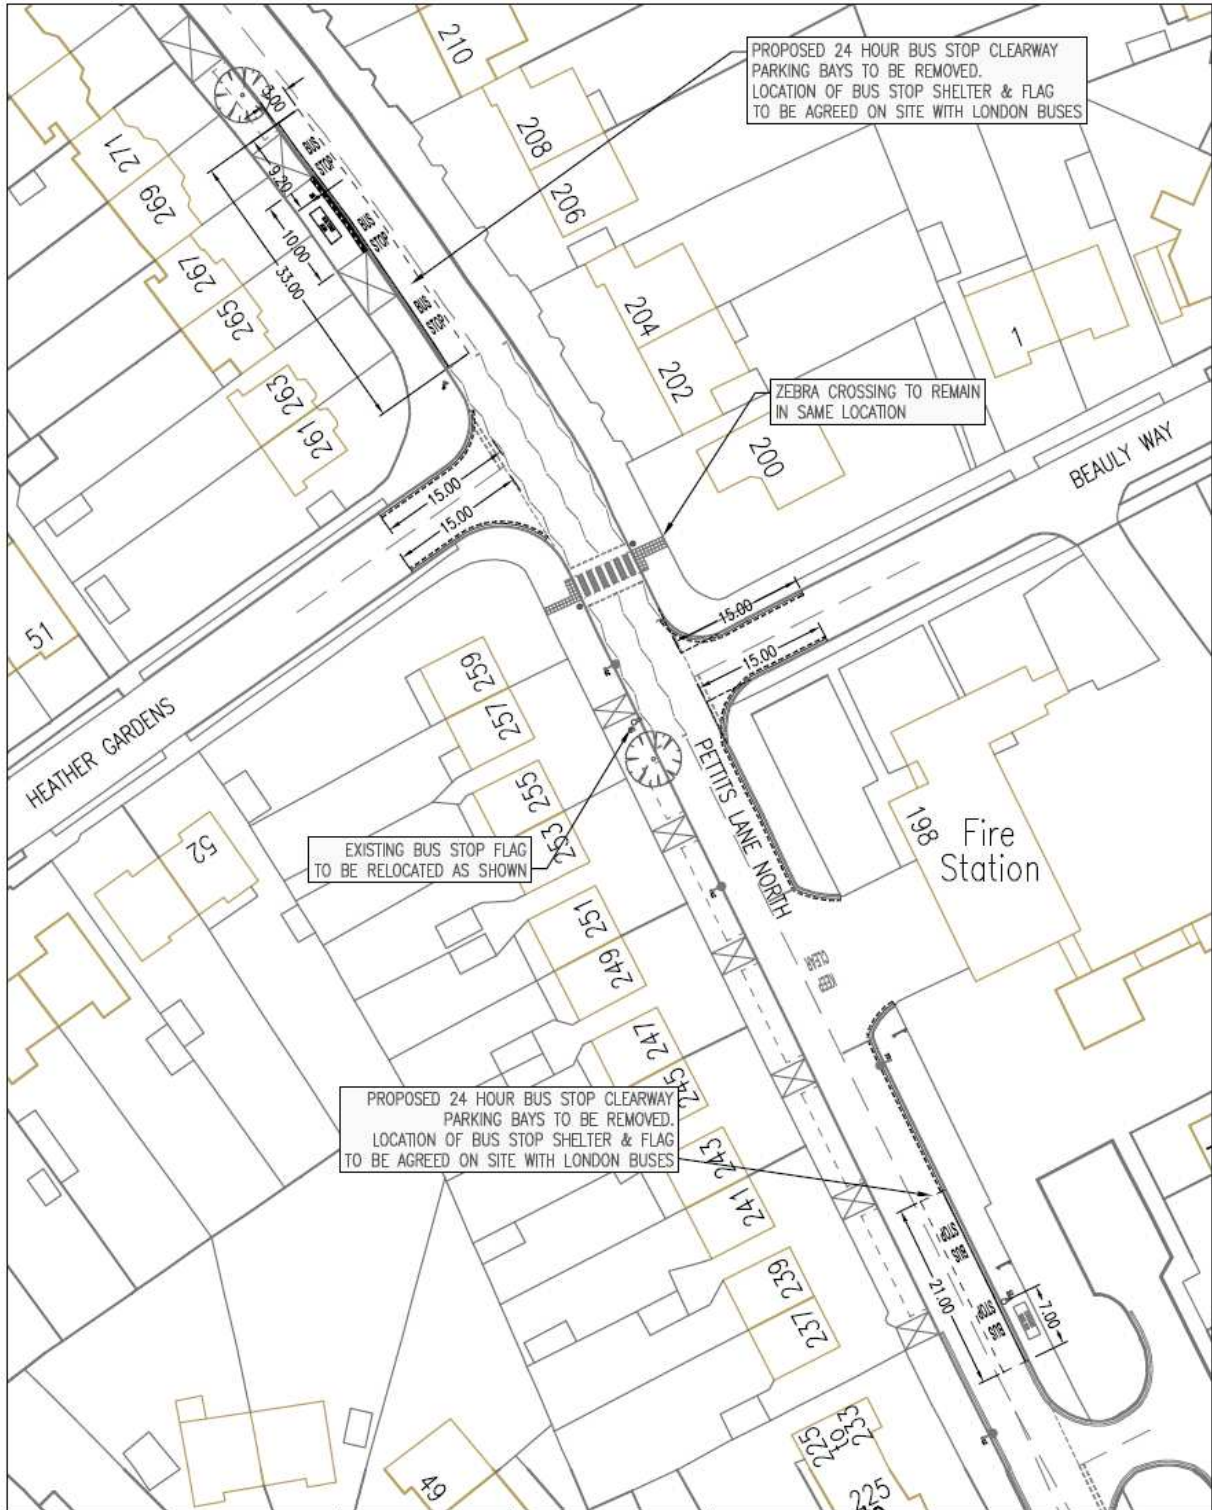 210
PROPOSED 24 HOUR BUS STOP CLEARWAY
PARKING BAYS TO BE REMOVED.
LOCATION OF BUS STOP SHELTER & FLAG
TO BE AGREED ON SITE WITH LONDON BUSES
3.00
208
206
271
269
267
265
263
261
9.20
10.00
33.00
BUS
STOP
BUS
STOP
BUS
STOP
204
202
1
ZEBRA CROSSING TO REMAIN
IN SAME LOCATION
200
BEAULY WAY
15.00
15.00
15.00
15.00
51
HEATHER GARDENS
259
257
255
253
PETTITS LANE NORTH
EXISTING BUS STOP FLAG
TO BE RELOCATED AS SHOWN
52
198
Fire
Station
251
249
KEEP
CLEAR
247
245
PROPOSED 24 HOUR BUS STOP CLEARWAY
PARKING BAYS TO BE REMOVED.
LOCATION OF BUS STOP SHELTER & FLAG
TO BE AGREED ON SITE WITH LONDON BUSES
243
241
BUS
STOP
21.00
BUS
STOP
7.00
239
237
225
to
233
49
225